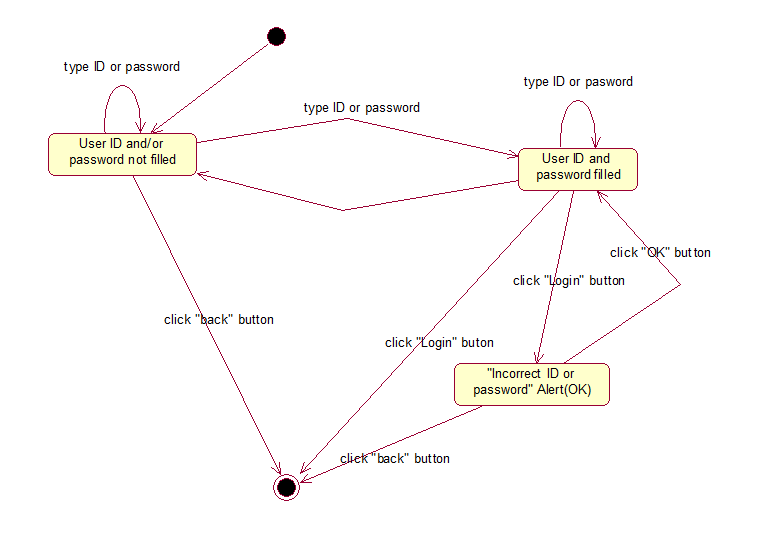 type ID or password
type ID or pasword
type ID or password
User ID and/or
password not filled
User ID and
password filled
click "OK" button
click "Login" button
click "back" button
click "Login" buton
"Incorrect ID or
password" Alert(OK)
click "back" button